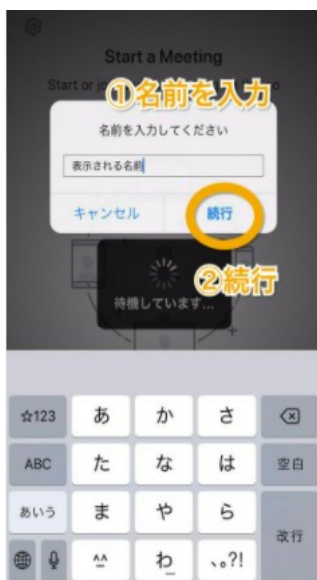 Start a Meeting
Start or jo
①名前を入力
名前を入力してください
表示される名前
キャンセル
続行
②続行
待機しています...
☆123
あ
か
さ
ABC
た
な
は
空白
あいう
ま
や
ら
改行
^^
わ_
、。?!